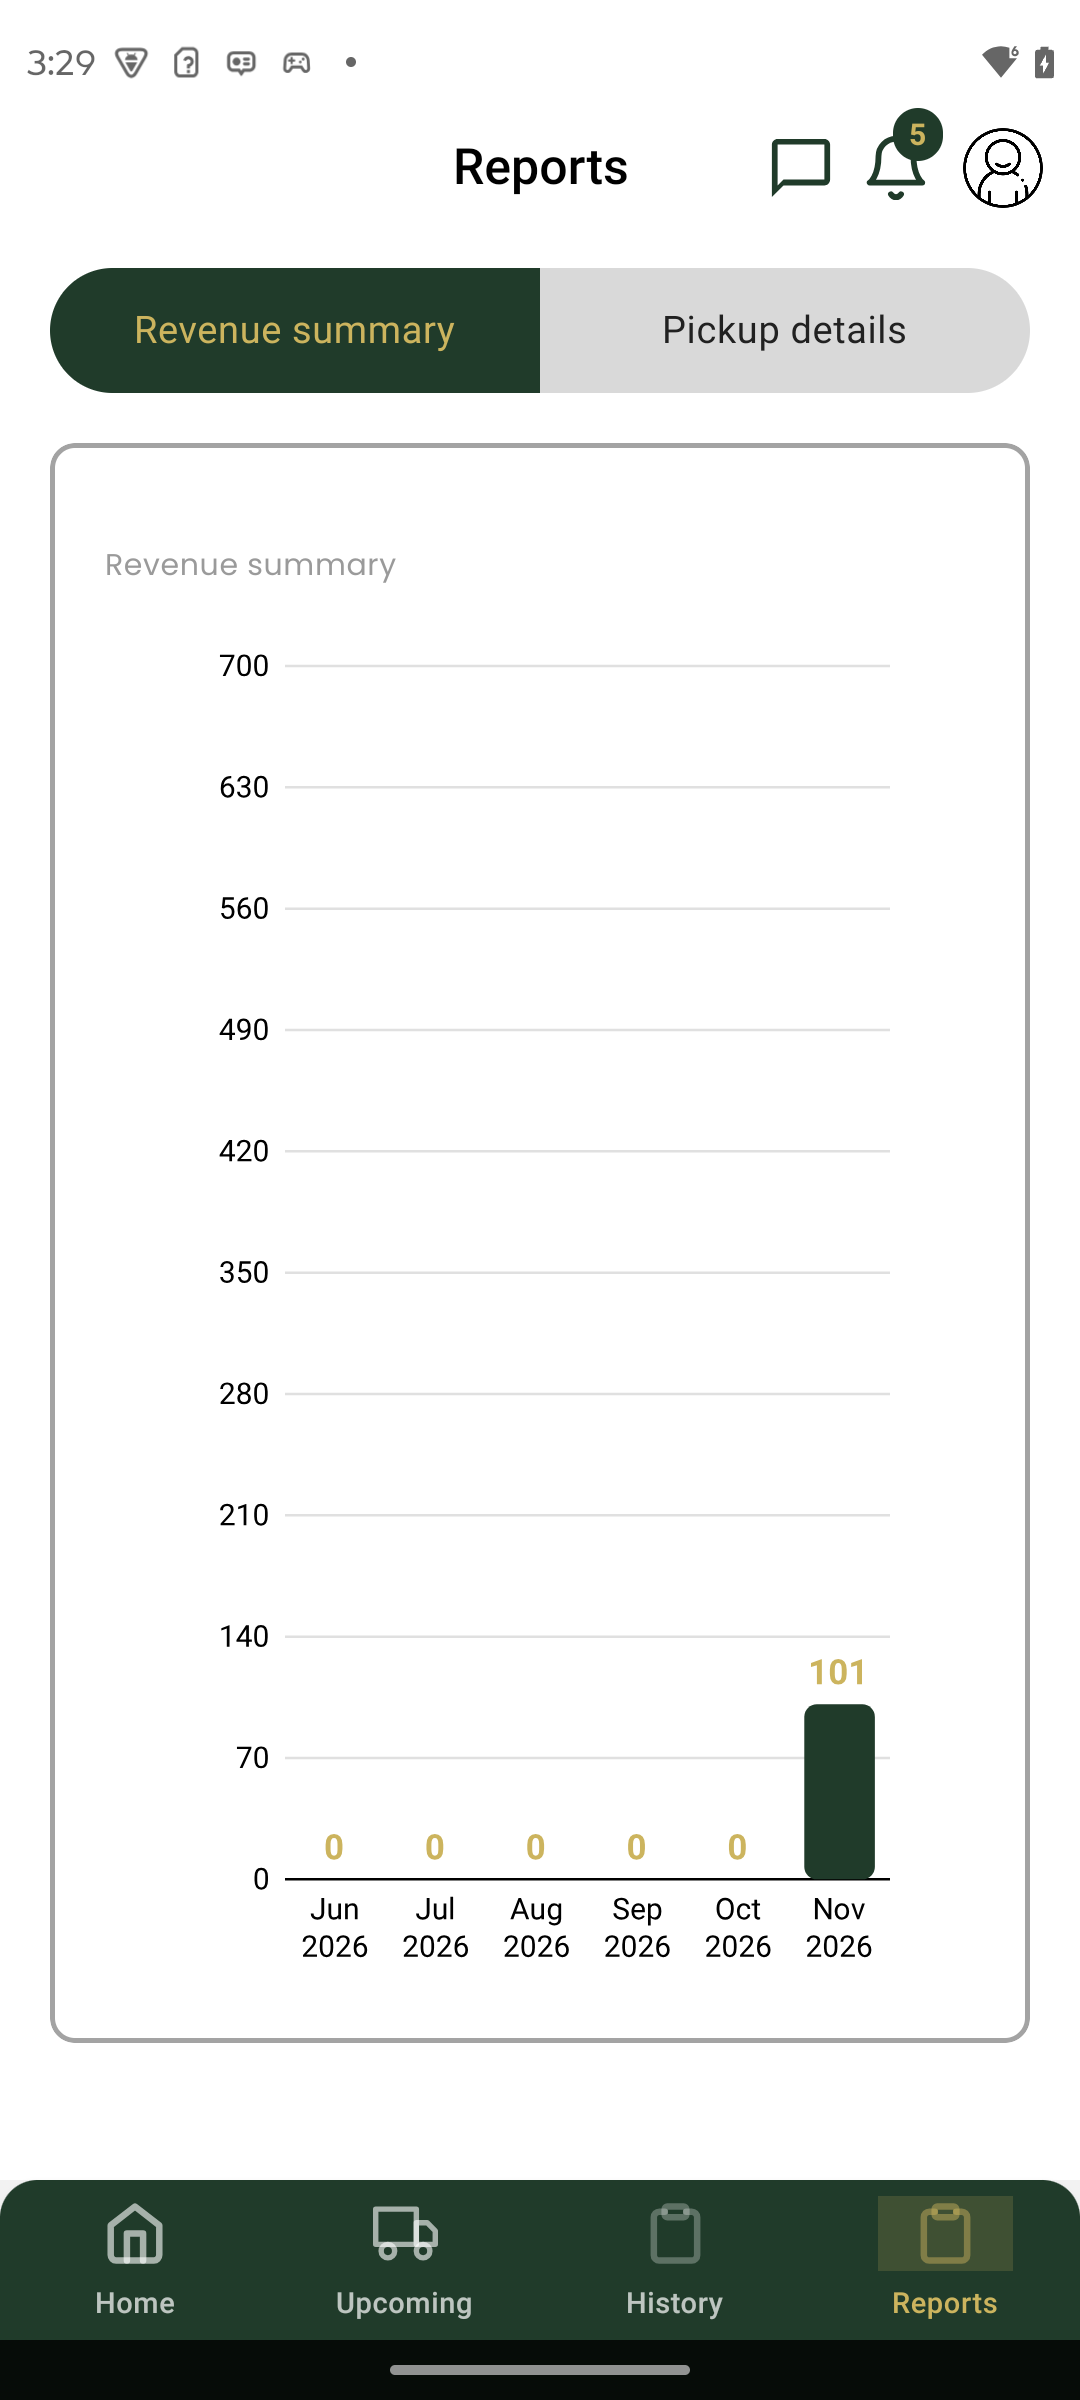 3:29
6
Reports
5
Revenue summary
Pickup details
Revenue summary
700
630
560
490
420
350
280
210
140
70
0
101
0 0 0 0 0
Jun 2026
Jul 2026
Aug 2026
Sep 2026
Oct 2026
Nov 2026
Home
Upcoming
History
Reports